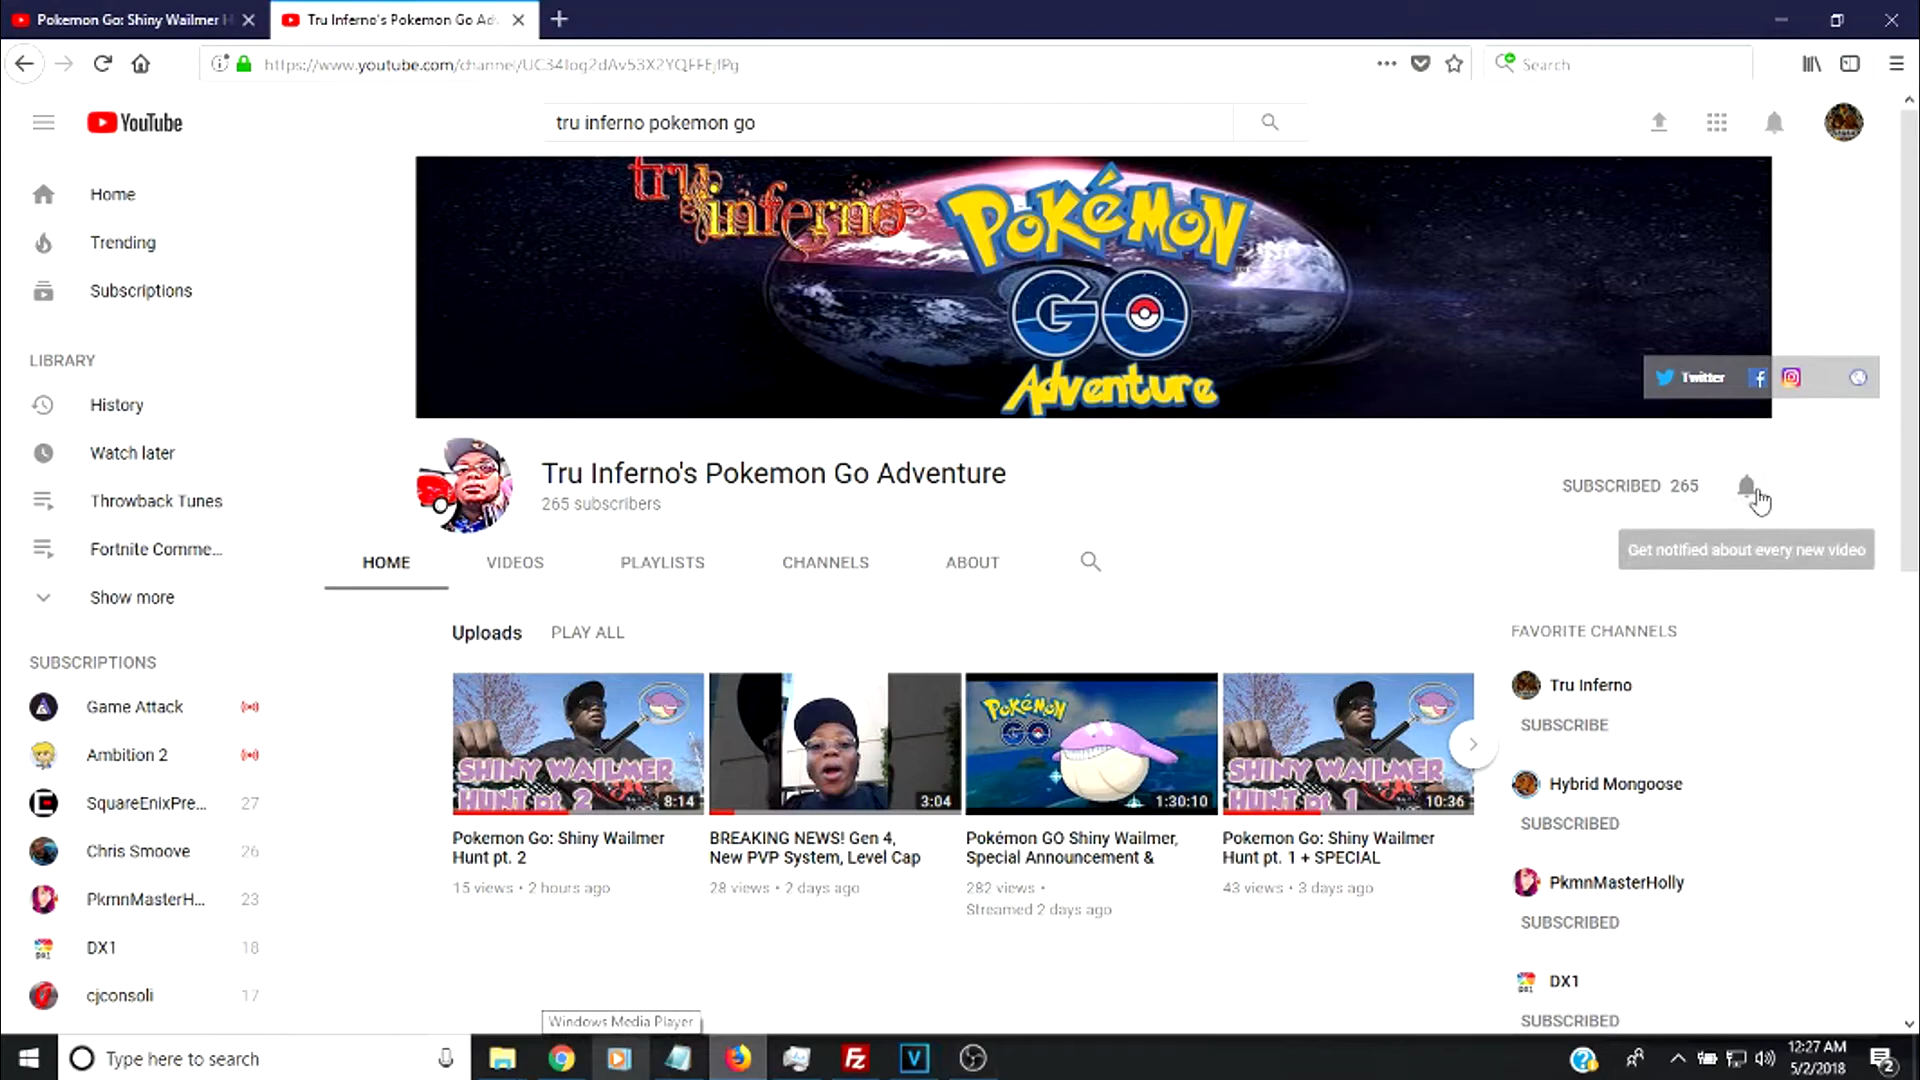 Pokemon Go: Shiny Wailmer H
Tru Inferno's Pokemon Go Ad
Search
YouTube
tru inferno pokemon go
Home
Trending
Subscriptions
LIBRARY
History
Watch later
Throwback Tunes
Fortnite Comme...
Show more
SUBSCRIPTIONS
Game Attack
Ambition 2
SquareEnixPre... 27
Chris Smoove 26
PkmnMasterH... 23
DX1 18
cjconsoli 17
tru inferno
POKÉMON
GO
Adventure
Twitter
Tru Inferno's Pokemon Go Adventure
265 subscribers
SUBSCRIBED 265
Get notified about every new video
HOME VIDEOS PLAYLISTS CHANNELS ABOUT
Uploads PLAY ALL
SHINY WAILMER
HUNT pt 2
8:14
3:04
POKÉMON
GO
1:30:10
SHINY WAILMER
HUNT pt 1
10:36
Pokemon Go: Shiny Wailmer
Hunt pt. 2
15 views • 2 hours ago
BREAKING NEWS! Gen 4,
New PVP System, Level Cap
28 views • 2 days ago
Pokémon GO Shiny Wailmer,
Special Announcement &
282 views •
Streamed 2 days ago
Pokemon Go: Shiny Wailmer
Hunt pt. 1 + SPECIAL
43 views • 3 days ago
FAVORITE CHANNELS
Tru Inferno
SUBSCRIBE
Hybrid Mongoose
SUBSCRIBED
PkmnMasterHolly
SUBSCRIBED
DX1
SUBSCRIBED
Windows Media Player
Type here to search
12:27 AM
5/2/2018
2